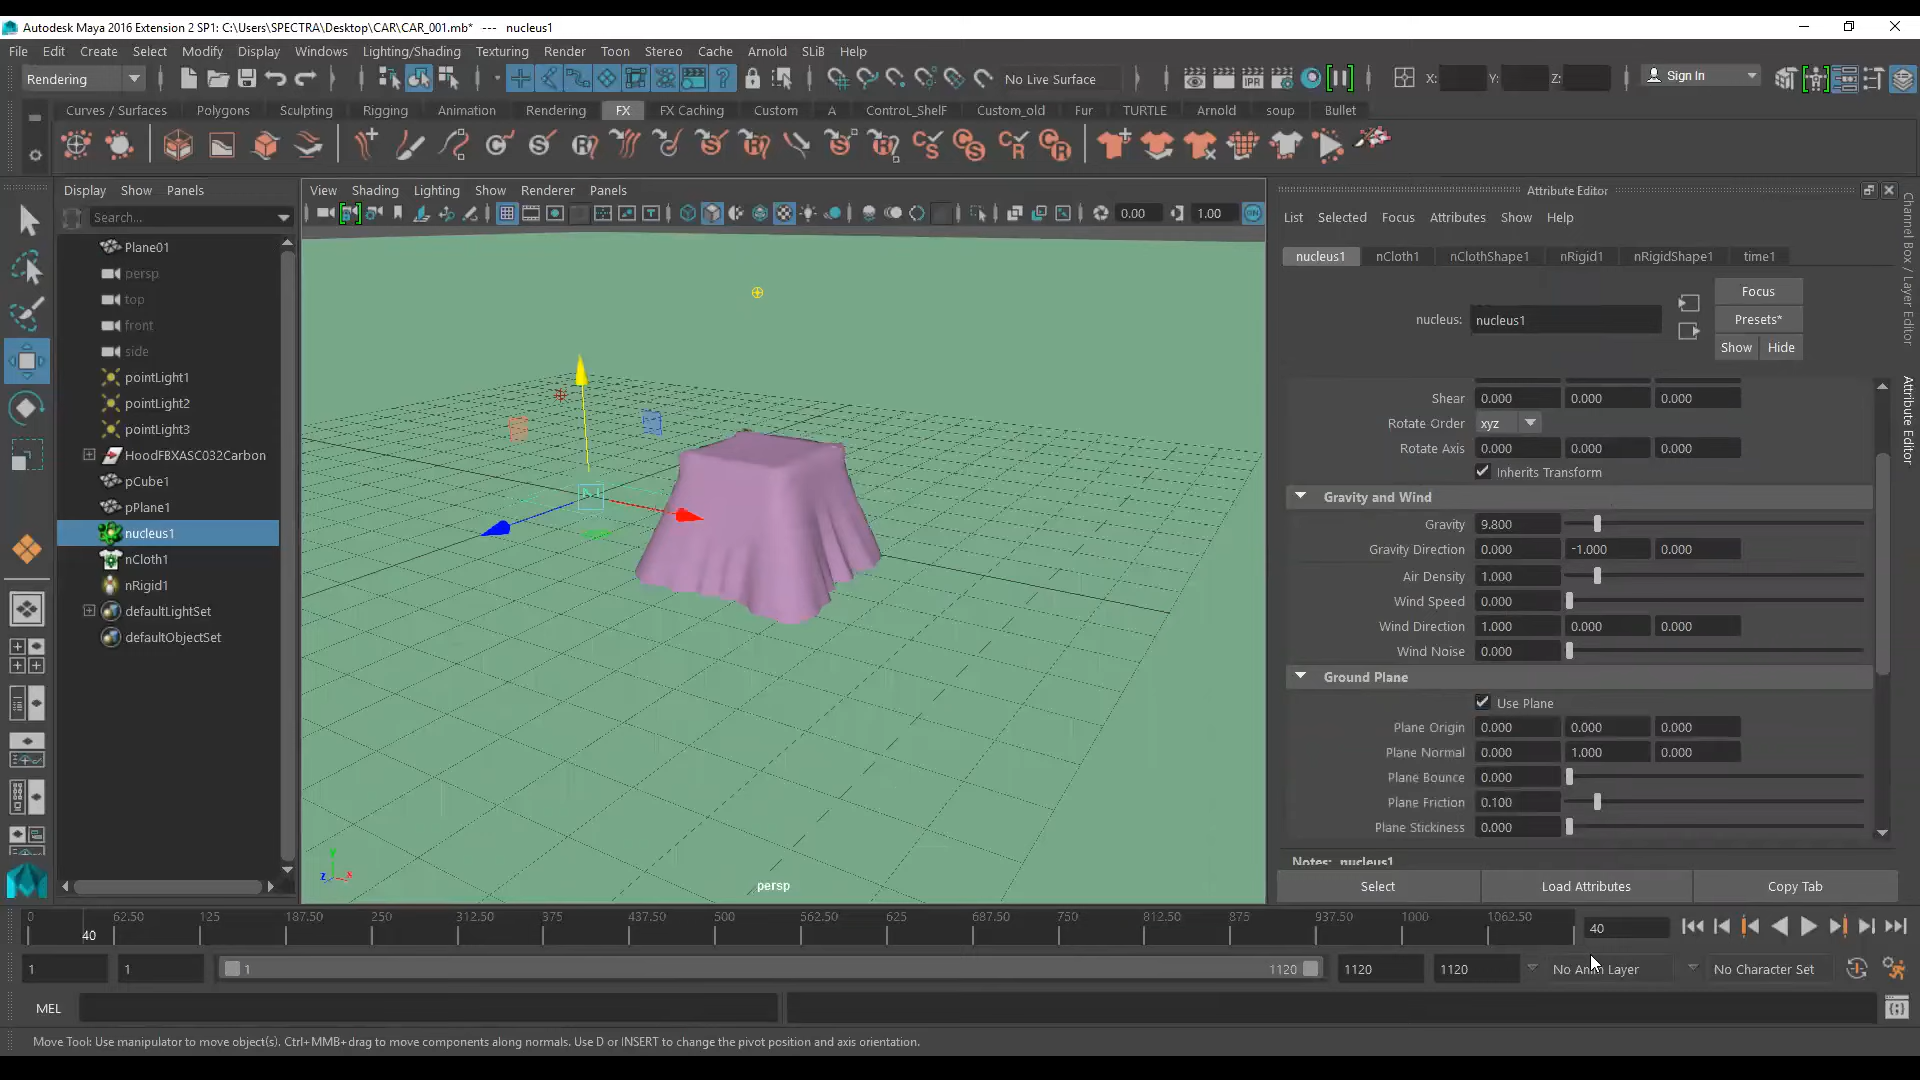 Autodesk Maya 2016 Extension 2 SP1: C:\Users\SPECTRA\Desktop\CAR\CAR_001.mb* --- nucleus1
File Edit Create Select Modify Display Windows Lighting/Shading Texturing Render Toon Stereo Cache Arnold SLiB Help
Rendering No Live Surface IPR X: Y: Z: Sign In
Curves / Surfaces Polygons Sculpting Rigging Animation Rendering FX FX Caching Custom A ControL_ShelF Custom_old Fur TURTLE Arnold soup Bullet
Display Show Panels
Search...
Plane01
persp
top
front
side
pointLight1
pointLight2
pointLight3
HoodFBXASC032Carbon
pCube1
pPlane1
nucleus1
nCloth1
nRigid1
defaultLightSet
defaultObjectSet
View Shading Lighting Show Renderer Panels
0.00 1.00 ON
persp
y
z x
Attribute Editor
List Selected Focus Attributes Show Help
nucleus1 nCloth1 nClothShape1 nRigid1 nRigidShape1 time1
nucleus: nucleus1
Focus
Presets*
Show Hide
Shear 0.000 0.000 0.000
Rotate Order xyz
Rotate Axis 0.000 0.000 0.000
Inherits Transform
Gravity and Wind
Gravity 9.800
Gravity Direction 0.000 -1.000 0.000
Air Density 1.000
Wind Speed 0.000
Wind Direction 1.000 0.000 0.000
Wind Noise 0.000
Ground Plane
Use Plane
Plane Origin 0.000 0.000 0.000
Plane Normal 0.000 1.000 0.000
Plane Bounce 0.000
Plane Friction 0.100
Plane Stickiness 0.000
Notes: nucleus1
Select Load Attributes Copy Tab
Channel Box / Layer Editor
Attribute Editor
0 62.50 125 187.50 250 312.50 375 437.50 500 562.50 625 687.50 750 812.50 875 937.50 1000 1062.50
40 40
1 1 1 1120 1120 1120 No Anim Layer No Character Set
MEL
Move Tool: Use manipulator to move object(s). Ctrl+MMB+drag to move components along normals. Use D or INSERT to change the pivot position and axis orientation.